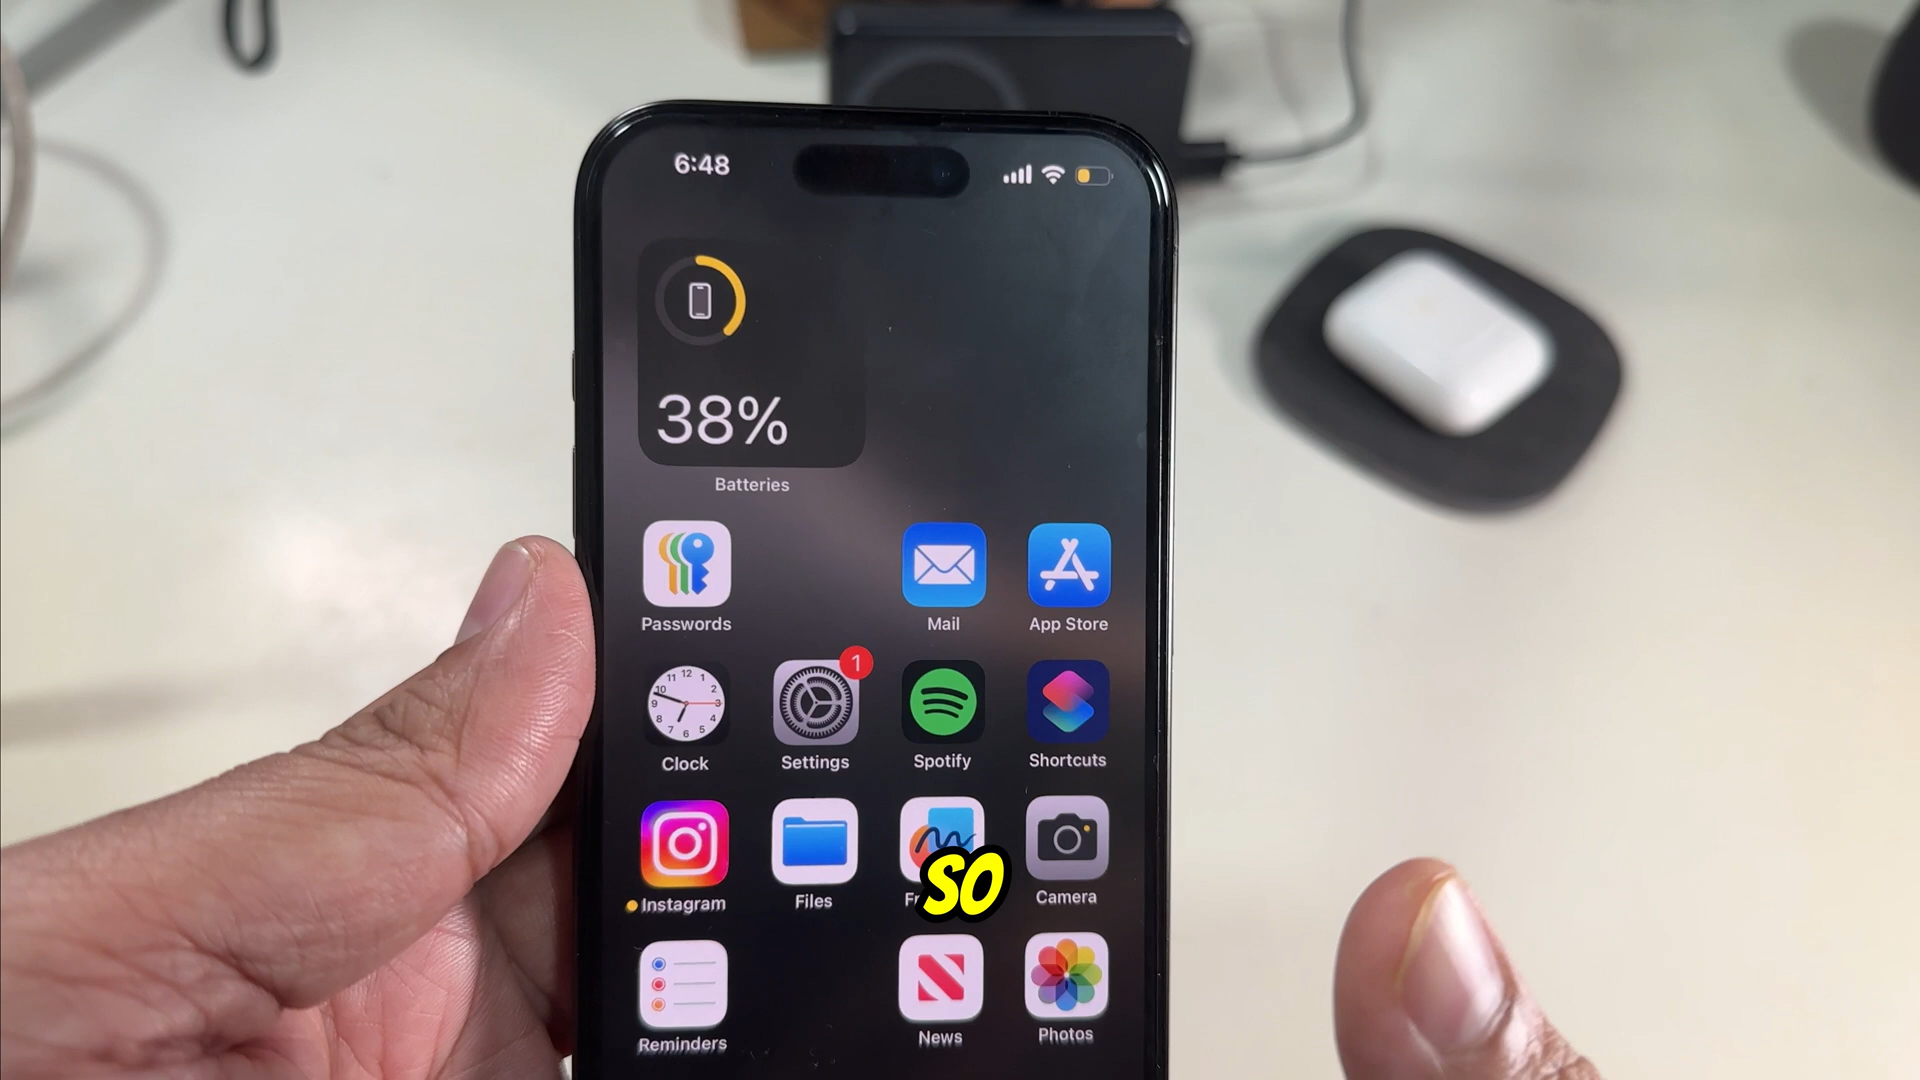 6:48
38%
Batteries
Passwords
Mail
App Store
1
Clock
Settings
Spotify
Shortcuts
Instagram
Files
SO
Camera
Reminders
News
Photos